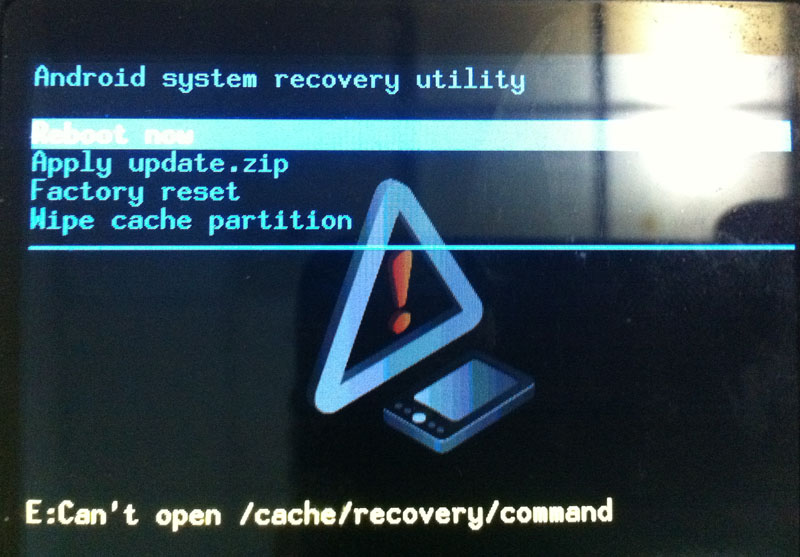 Android system recovery utility
Reboot now
Apply update.zip
Factory reset
Wipe cache partition
E:Can't open /cache/recovery/command